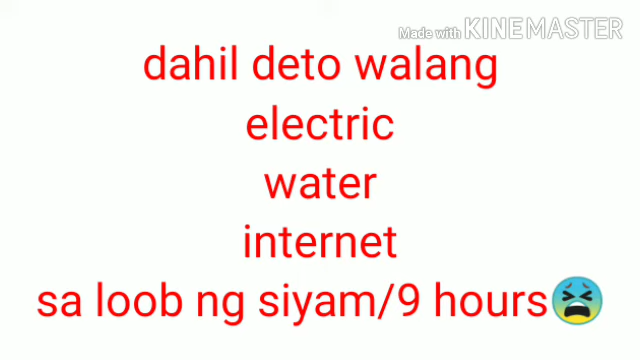 Made with KINEMASTER
dahil deto walang
electric
water
internet
sa loob ng siyam/9 hours😫